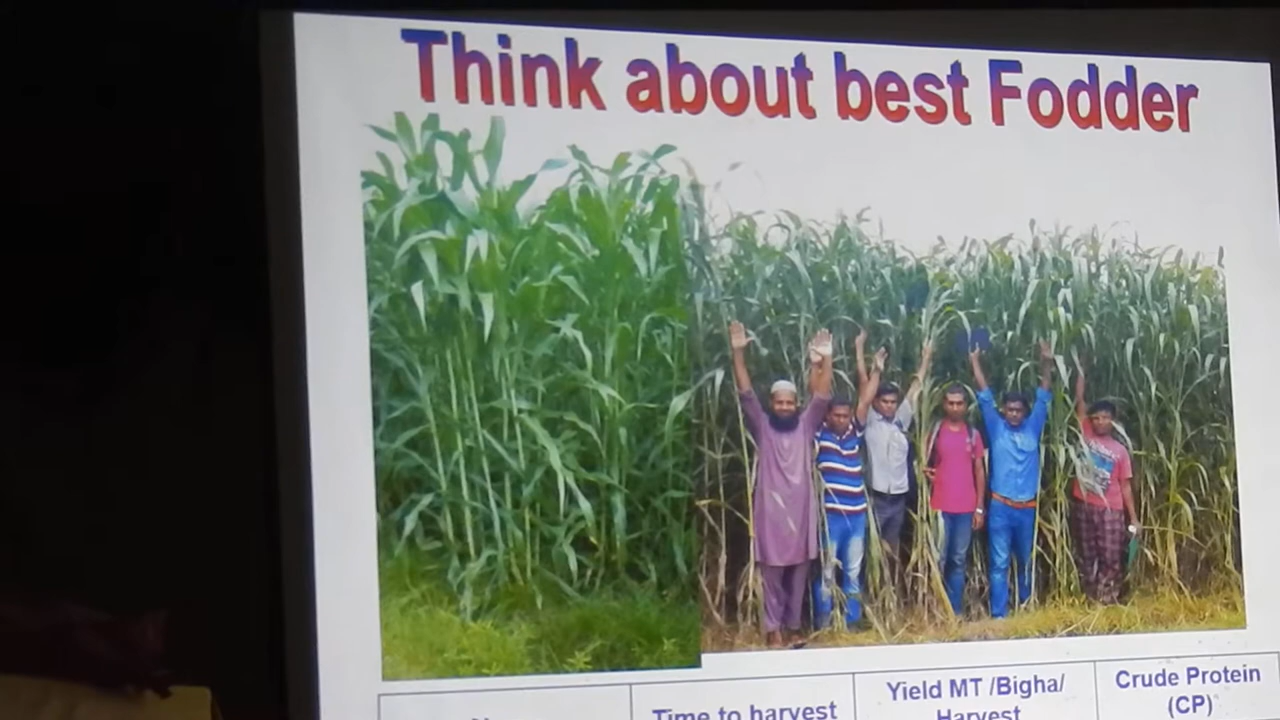 Think about best Fodder
Time to harvest
Yield MT /Bigha/
Harvest
Crude Protein
(CP)